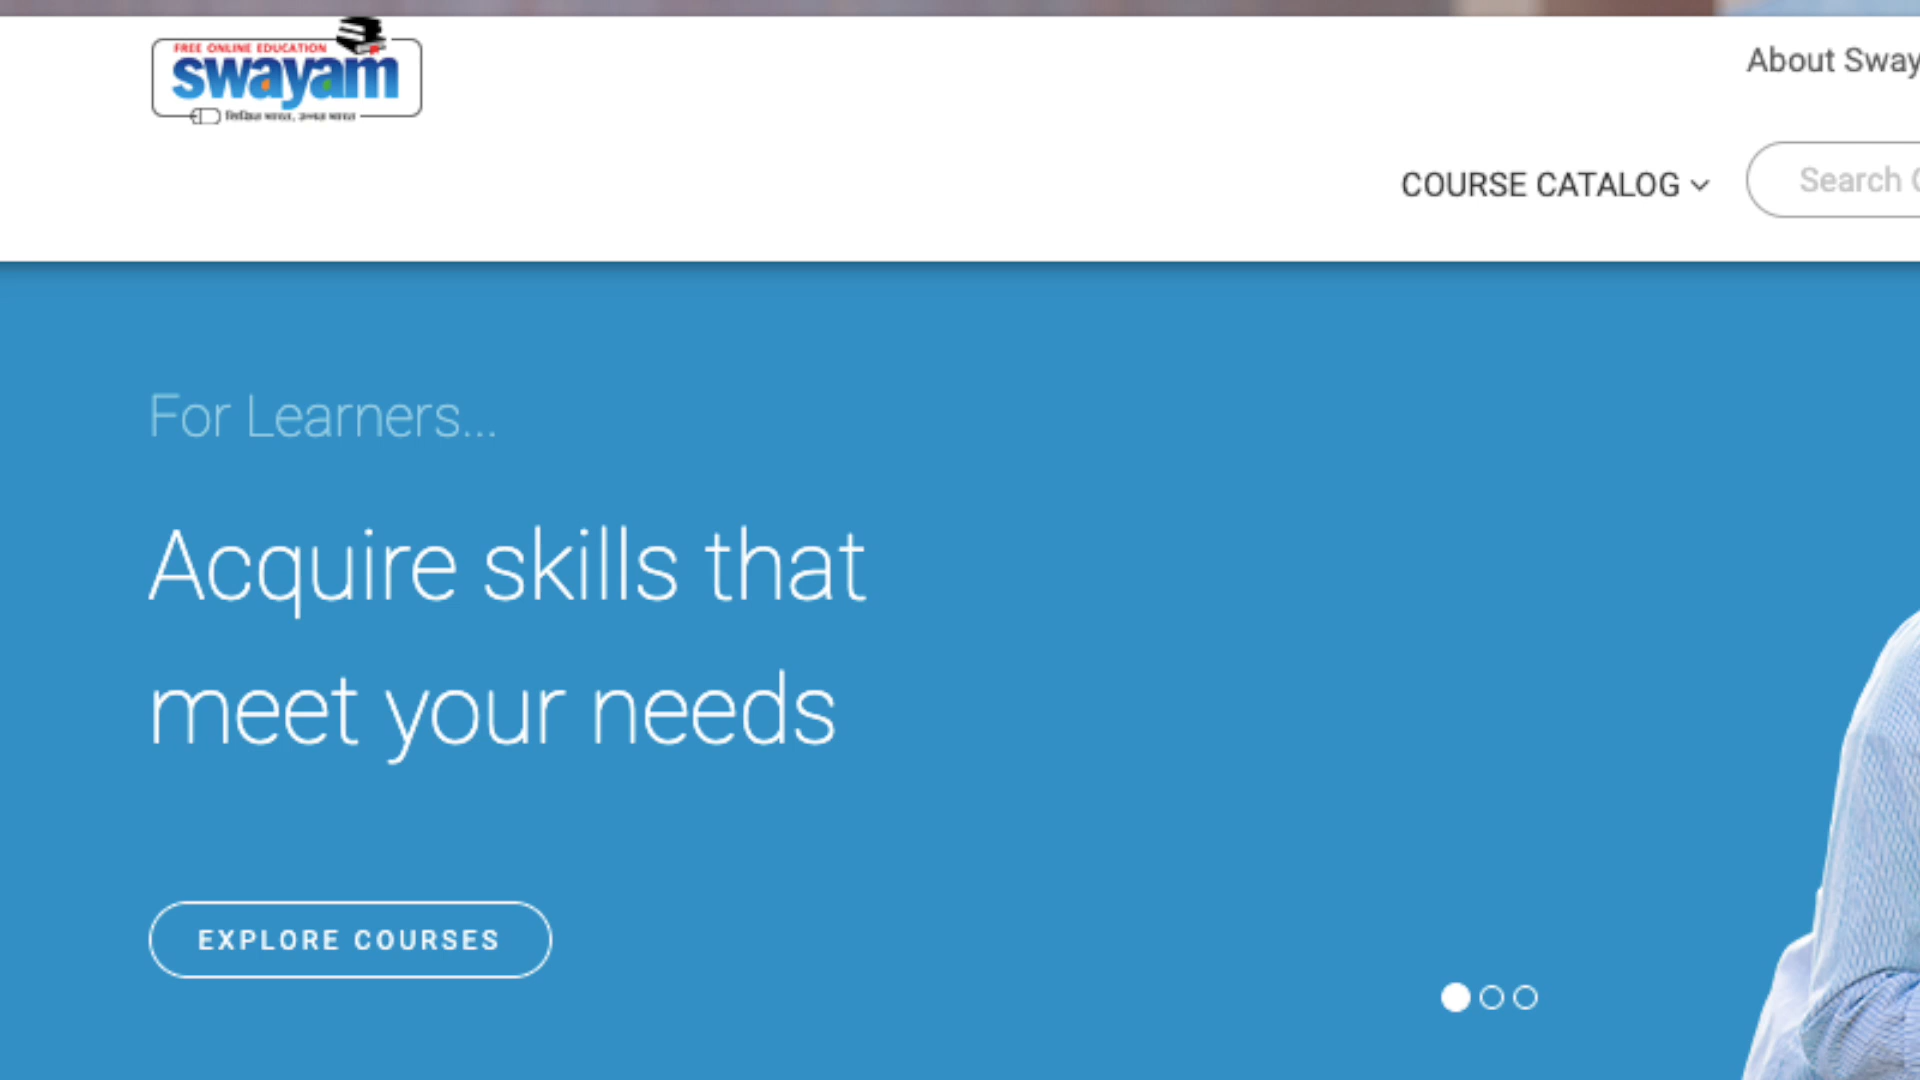 FREE ONLINE EDUCATION
swayam
About Sway
COURSE CATALOG
Search
For Learners...
Acquire skills that
meet your needs
EXPLORE COURSES